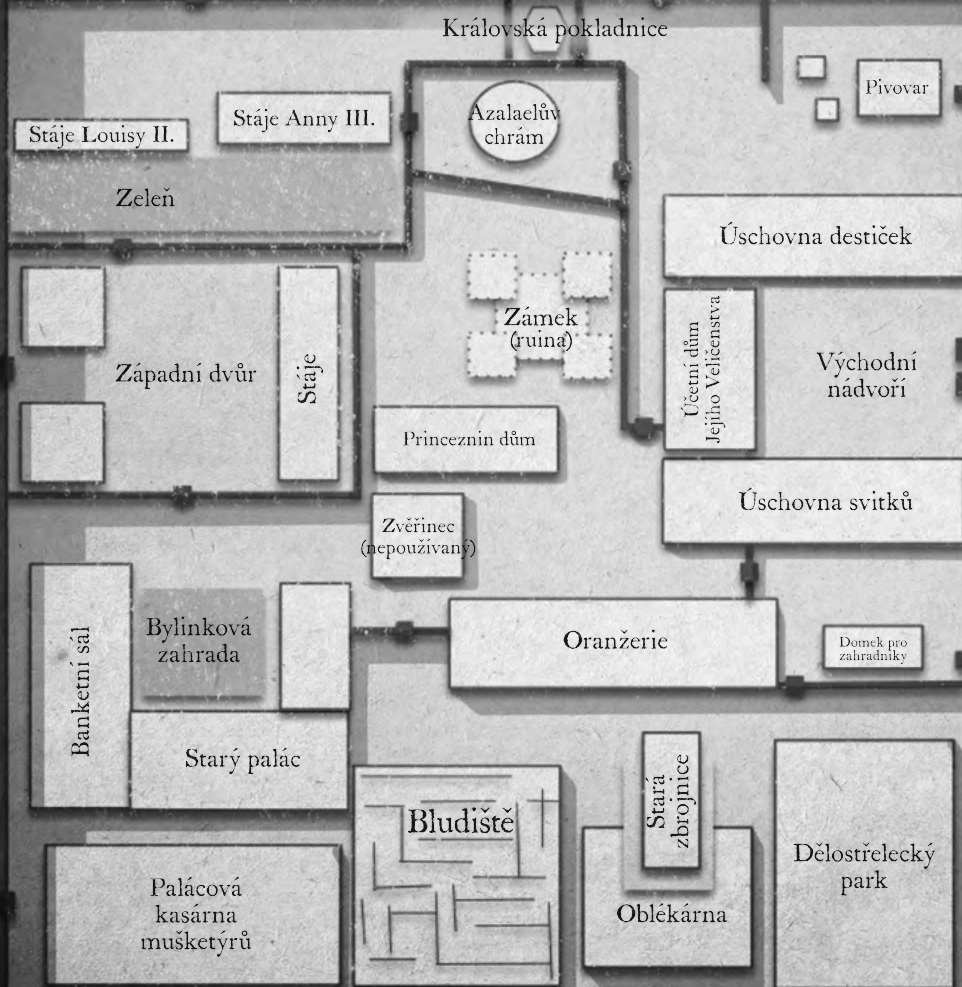 Královská pokladnice
Pivovar
Azalaelův
chrám
Stáje Anny III.
Stáje Louisy II.
Zeleň
Úschovna destiček
Zámek
(ruina)
Účetní dům
Jejího Veličenstva
Východní
nádvoří
Západní dvůr
Stáje
Princeznin dům
Úschovna svitků
Zvěřinec
(nepoužívaný)
Bylinková
zahrada
Oranžerie
Domek pro
zahradníky
Banketní sál
Starý palác
Stará
zbrojnice
Bludiště
Dělostřelecký
park
Palácová
kasárna
mušketýrů
Oblékárna